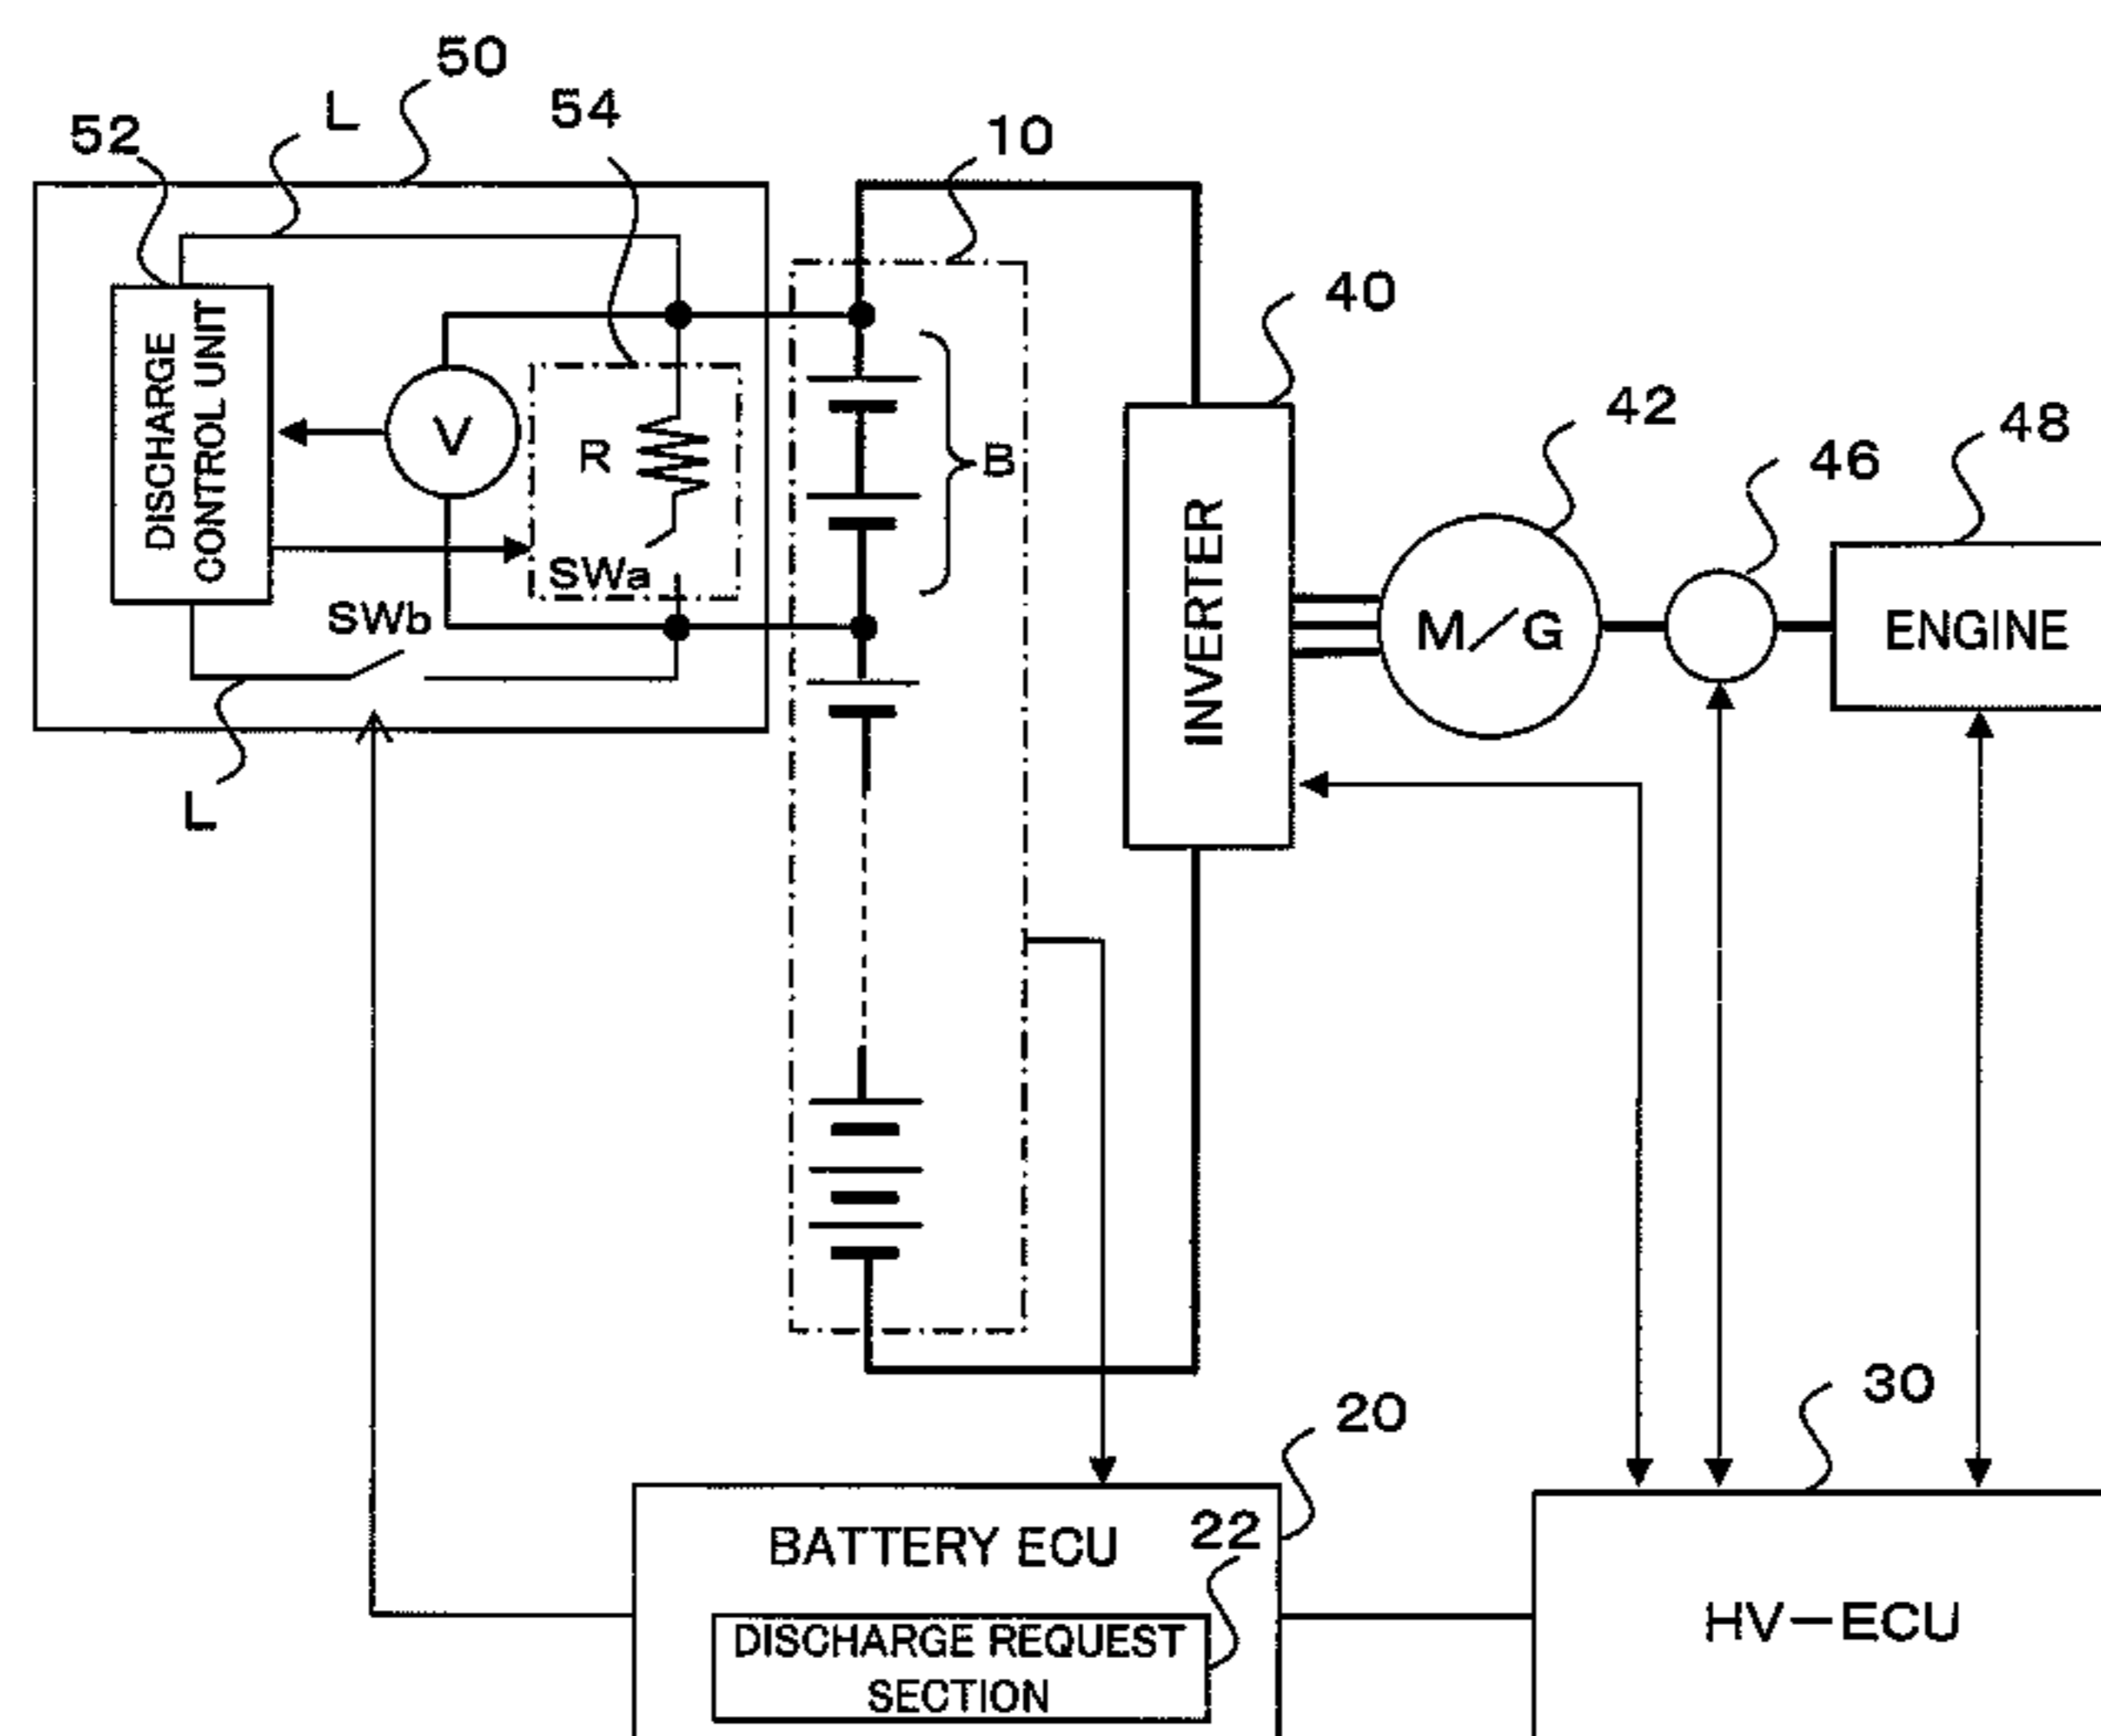 50
L
54
52
10
40
DISCHARGE
CONTROL UNIT
V
R
SWa
SWb
L
B
INVERTER
42
M/G
46
48
ENGINE
20
30
BATTERY ECU
22
DISCHARGE REQUEST
SECTION
HV-ECU